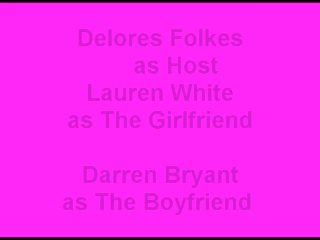 Delores Folkes
as Host
Lauren White
as The Girlfriend
Darren Bryant
as The Boyfriend